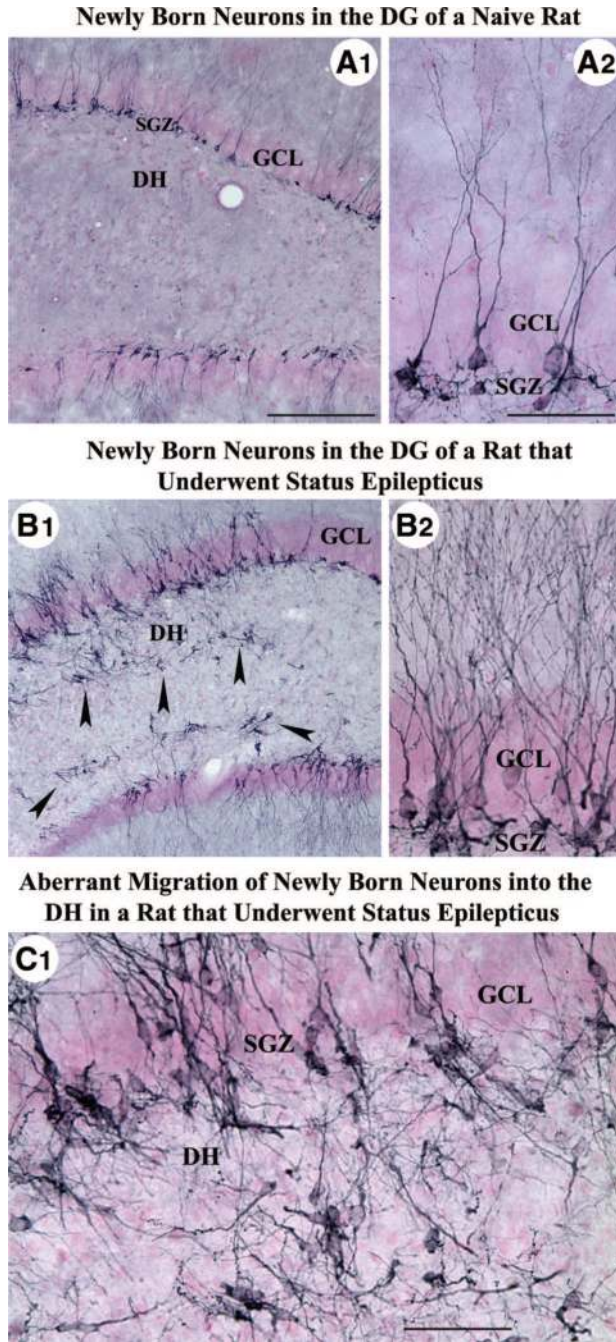 Newly Born Neurons in the DG of a Naive Rat
A1
SGZ
GCL
DH
A2
GCL
SGZ
Newly Born Neurons in the DG of a Rat that
Underwent Status Epilepticus
B1
GCL
DH
B2
GCL
SGZ
Aberrant Migration of Newly Born Neurons into the
DH in a Rat that Underwent Status Epilepticus
C1
GCL
SGZ
DH